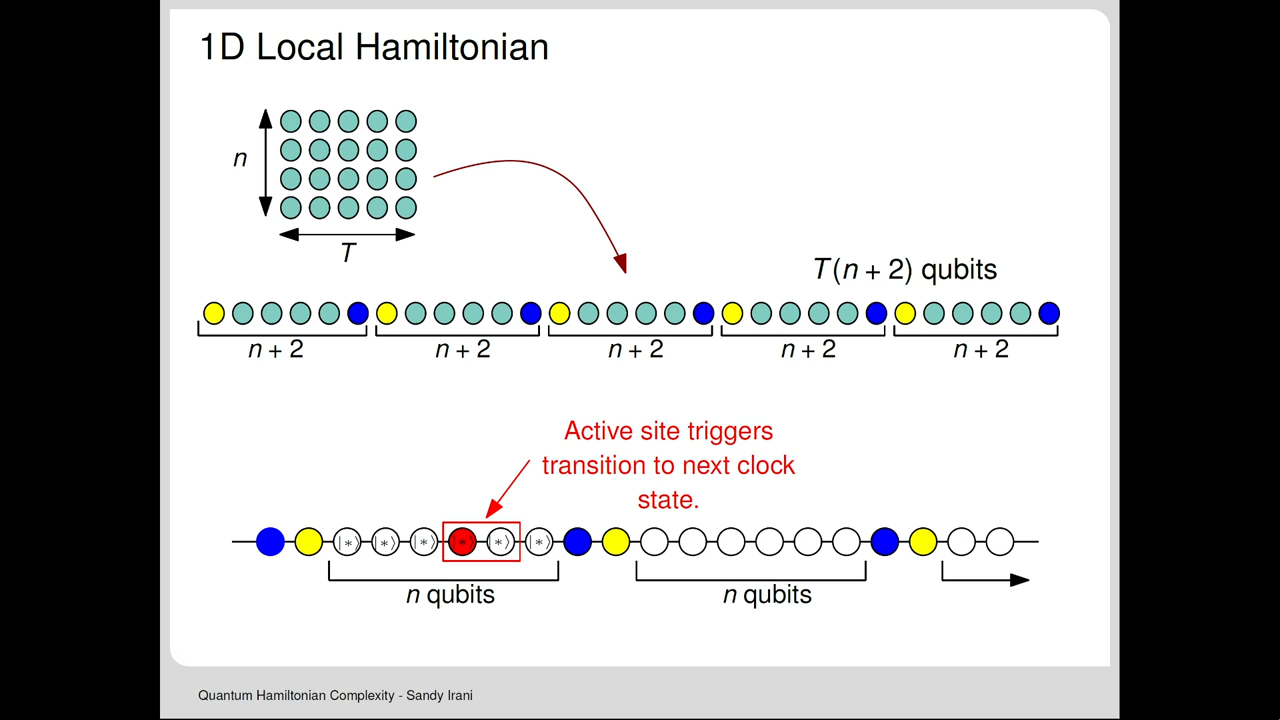 1D Local Hamiltonian
n
T
T(n + 2) qubits
n + 2
n + 2
n + 2
n + 2
n + 2
Active site triggers
transition to next clock
state.
|*⟩ |*⟩ |*⟩ |*⟩ |*⟩ |*⟩
n qubits
n qubits
Quantum Hamiltonian Complexity - Sandy Irani